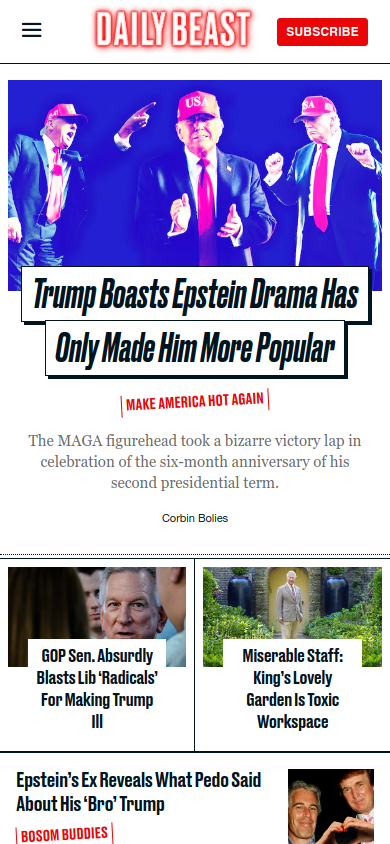 DAILY BEAST
SUBSCRIBE
USA
USA
Trump Boasts Epstein Drama Has
Only Made Him More Popular
MAKE AMERICA HOT AGAIN
The MAGA figurehead took a bizarre victory lap in
celebration of the six-month anniversary of his
second presidential term.
Corbin Bolies
GOP Sen. Absurdly
Blasts Lib ‘Radicals’
For Making Trump
Ill
Miserable Staff:
King’s Lovely
Garden Is Toxic
Workspace
Epstein’s Ex Reveals What Pedo Said
About His ‘Bro’ Trump
BOSOM BUDDIES